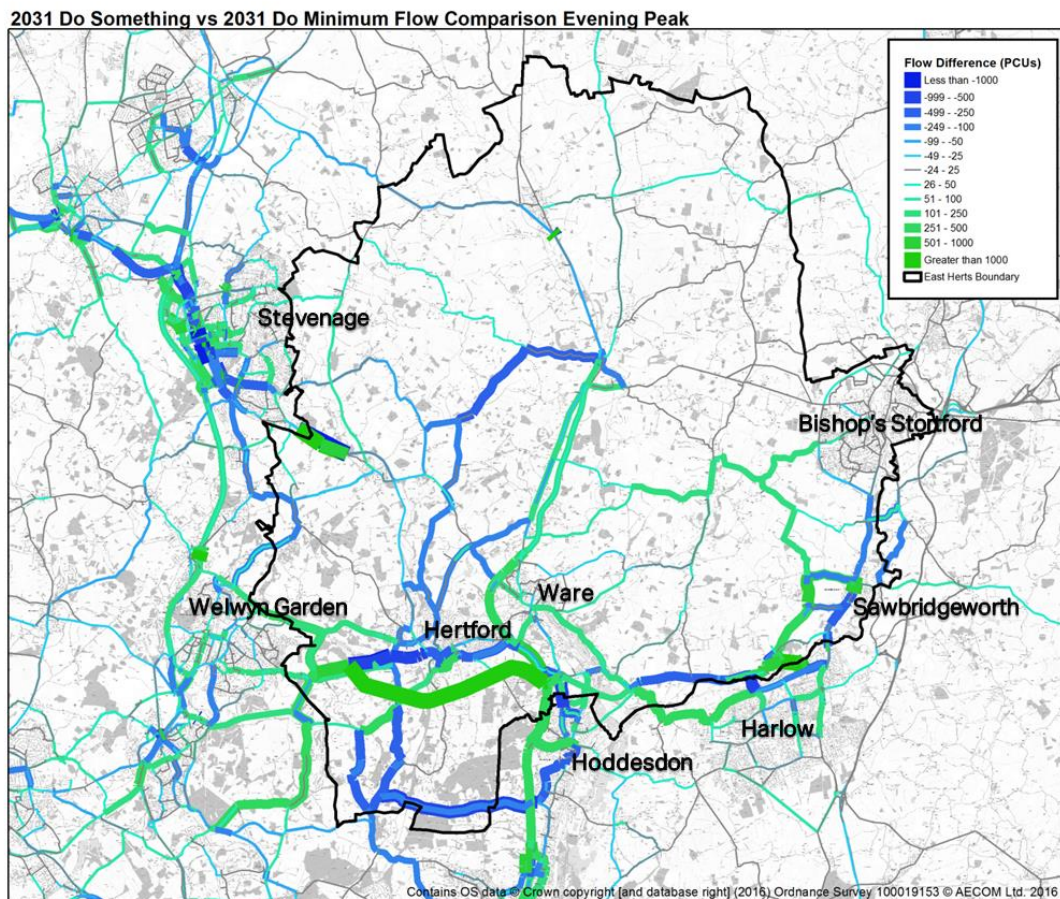 2031 Do Something vs 2031 Do Minimum Flow Comparison Evening Peak
Flow Difference (PCUs)
Less than -1000
-999 - -500
-499 - -250
-249 - -100
-99 - -50
-49 - -25
-24 - 25
26 - 50
51 - 100
101 - 250
251 - 500
501 - 1000
Greater than 1000
East Herts Boundary
Stevenage
Bishop's Stortford
Ware
Welwyn Garden
Sawbridgeworth
Hertford
Harlow
Hoddesdon
Contains OS data © Crown copyright [and database right] (2016) Ordnance Survey 100019153 © AECOM Ltd. 2016